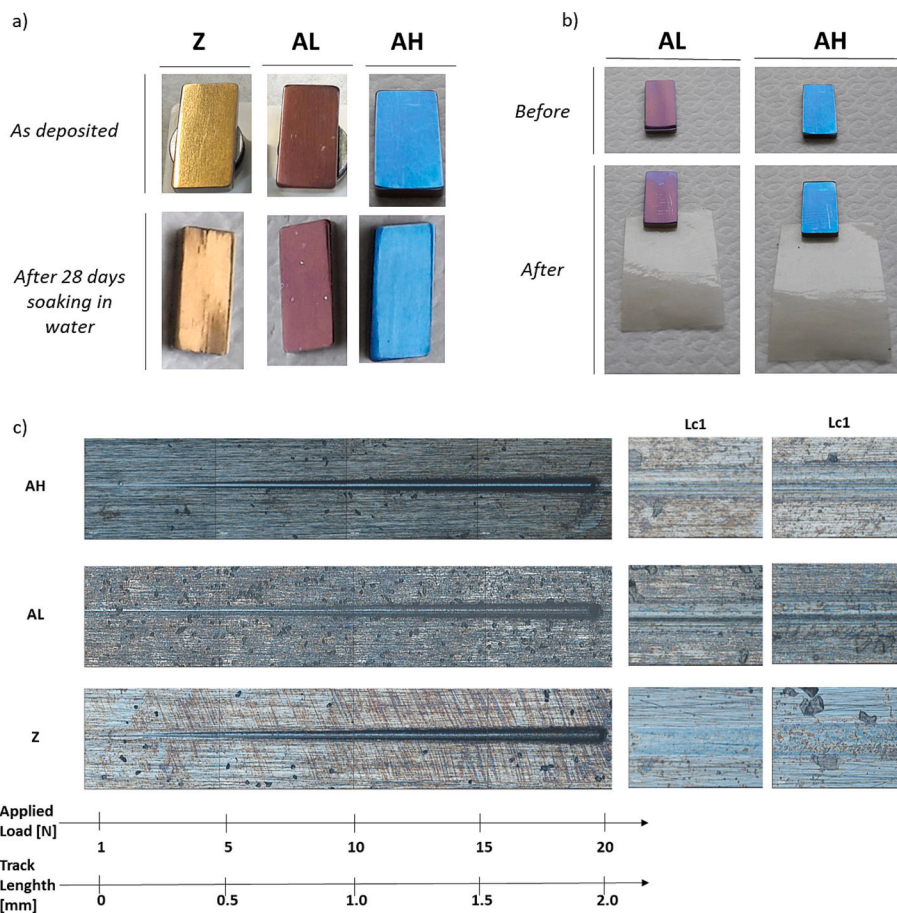 a)
Z AL AH
As deposited
After 28 days
soaking in
water
b)
AL AH
Before
After
c)
Lc1 Lc1
AH
AL
Z
Applied
Load [N]
1 5 10 15 20
Track
Lenghth
[mm]
0 0.5 1.0 1.5 2.0